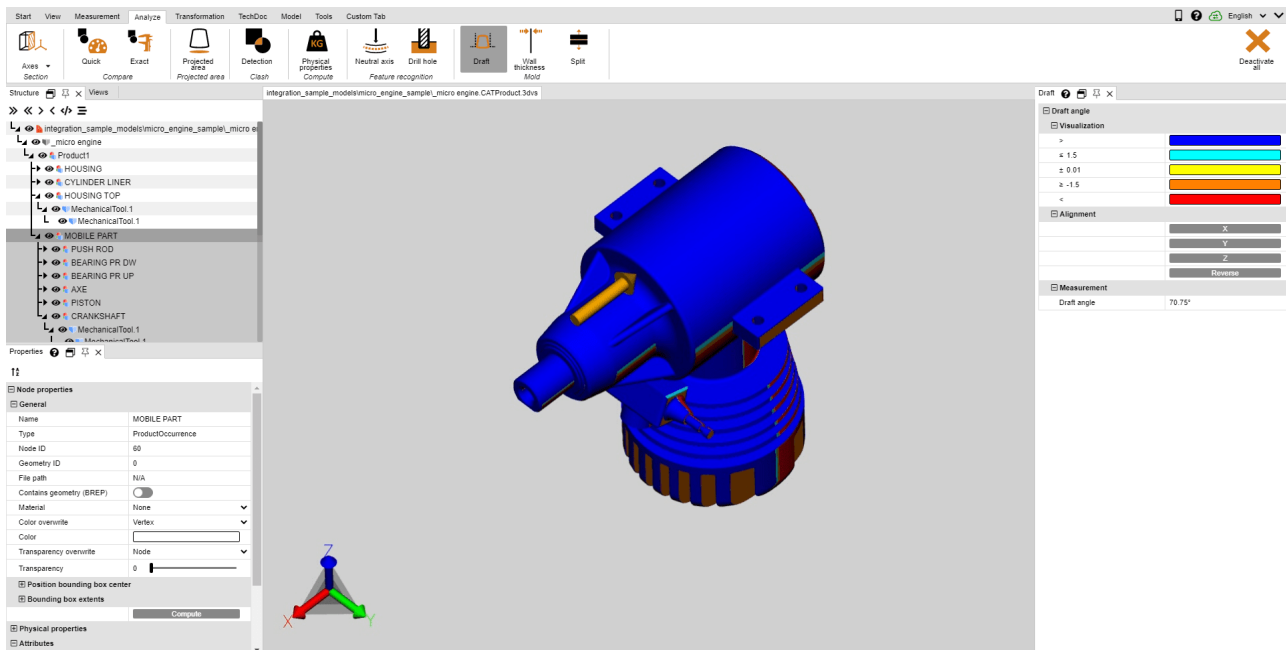 Start View Measurement Analyze Transformation TechDoc Model Tools Custom Tab English
Axes Quick Exact Projected area Detection Physical properties Neutral axis Drill hole Draft Wall thickness Split Deactivate all
KG
Section Compare Projected area Clash Compute Feature recognition Mold
Structure Views
integration_sample_models\micro_engine_sample\_micro engine.CATProduct.3dvs
integration_sample_models\micro_engine_sample\_micro e
_micro engine
Product1
HOUSING
CYLINDER LINER
HOUSING TOP
MechanicalTool.1
MechanicalTool.1
MOBILE PART
PUSH ROD
BEARING PR DW
BEARING PR UP
AXE
PISTON
CRANKSHAFT
MechanicalTool.1
MechanicalTool.1
Properties
Node properties
General
Name MOBILE PART
Type ProductOccurrence
Node ID 60
Geometry ID 0
File path N/A
Contains geometry (BREP)
Material None
Color overwrite Vertex
Color
Transparency overwrite Node
Transparency 0
Position bounding box center
Bounding box extents
Compute
Physical properties
Attributes
Z
X
Y
Draft
Draft angle
Visualization
>
≤ 1.5
± 0.01
≥ -1.5
<
Alignment
X
Y
Z
Reverse
Measurement
Draft angle 70.75°